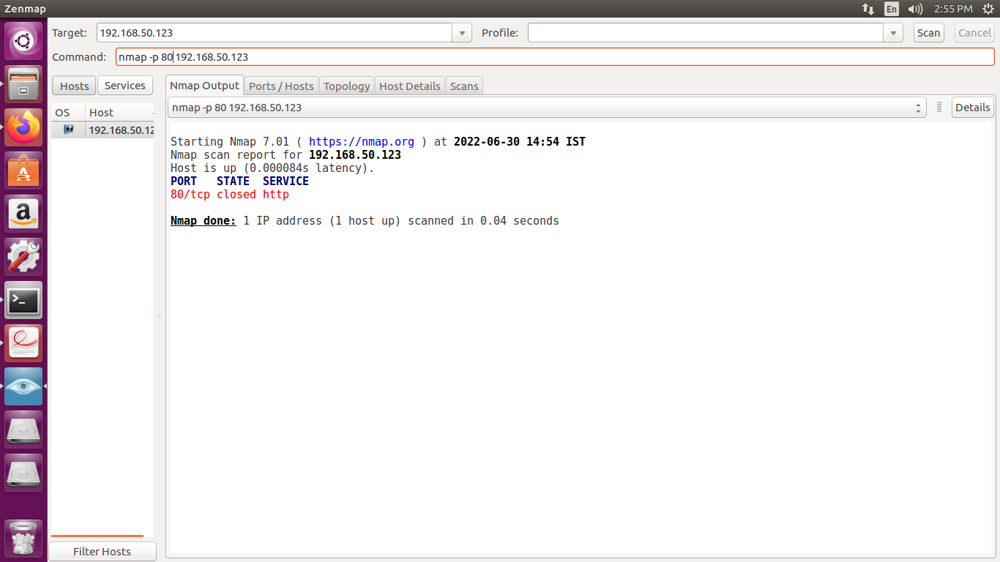 Zenmap
En
2:55 PM
Target:
192.168.50.123
Profile:
Scan
Cancel
Command:
nmap -p 80 192.168.50.123
Hosts
Services
Nmap Output
Ports / Hosts
Topology
Host Details
Scans
OS
Host
192.168.50.12
nmap -p 80 192.168.50.123
Details
Starting Nmap 7.01 ( https://nmap.org ) at 2022-06-30 14:54 IST
Nmap scan report for 192.168.50.123
Host is up (0.000084s latency).
PORT   STATE  SERVICE
80/tcp closed http
Nmap done: 1 IP address (1 host up) scanned in 0.04 seconds
Filter Hosts